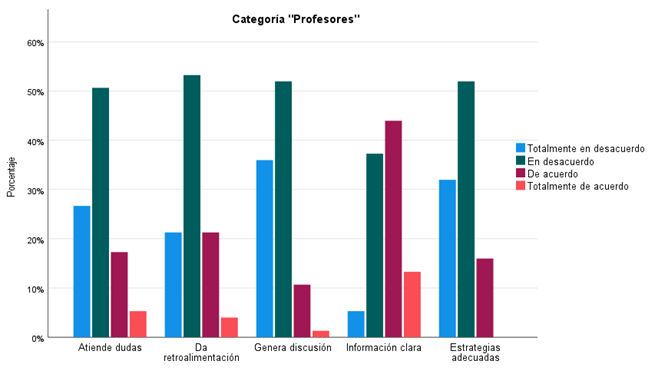 Categoría "Profesores"
60%
50%
40%
30%
20%
10%
0%
Porcentaje
Atiende dudas
Da
retroalimentación
Genera discusión
Información clara
Estrategias
adecuadas
Totalmente en desacuerdo
En desacuerdo
De acuerdo
Totalmente de acuerdo